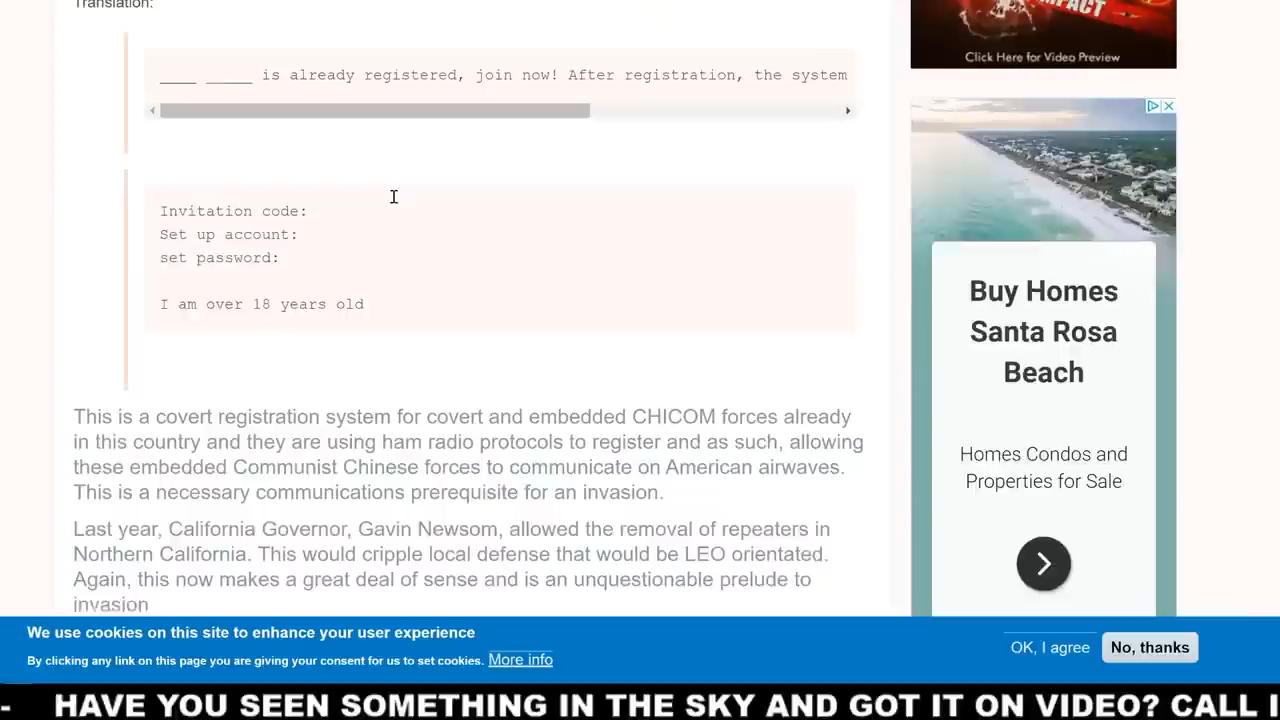 Translation:
____ _____ is already registered, join now! After registration, the system
Invitation code:
Set up account:
set password:
I am over 18 years old
This is a covert registration system for covert and embedded CHICOM forces already
in this country and they are using ham radio protocols to register and as such, allowing
these embedded Communist Chinese forces to communicate on American airwaves.
This is a necessary communications prerequisite for an invasion.
Last year, California Governor, Gavin Newsom, allowed the removal of repeaters in
Northern California. This would cripple local defense that would be LEO orientated.
Again, this now makes a great deal of sense and is an unquestionable prelude to
invasion
IMPACT
Click Here for Video Preview
Buy Homes
Santa Rosa
Beach
Homes Condos and
Properties for Sale
We use cookies on this site to enhance your user experience
By clicking any link on this page you are giving your consent for us to set cookies. More info
OK, I agree
No, thanks
- HAVE YOU SEEN SOMETHING IN THE SKY AND GOT IT ON VIDEO? CALL